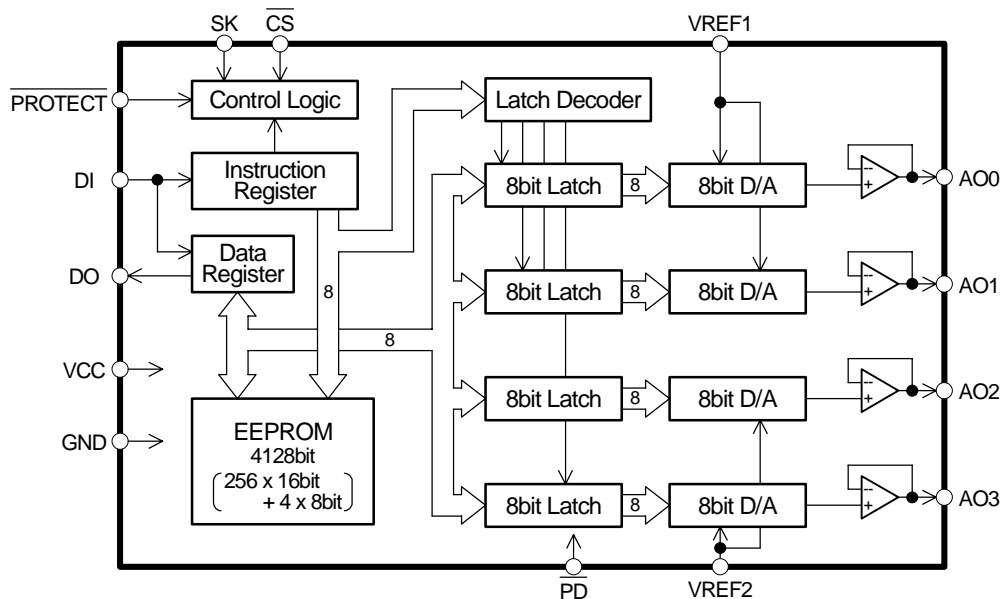 SK
CS
VREF1
PROTECT
Control Logic
Latch Decoder
DI
Instruction
Register
8bit Latch
8
8bit D/A
--
+
AO0
DO
Data
Register
8
8bit Latch
8
8bit D/A
--
+
AO1
8
VCC
8bit Latch
8
8bit D/A
--
+
AO2
GND
EEPROM
4128bit
256 x 16bit
+ 4 x 8bit
8bit Latch
8
8bit D/A
--
+
AO3
PD
VREF2